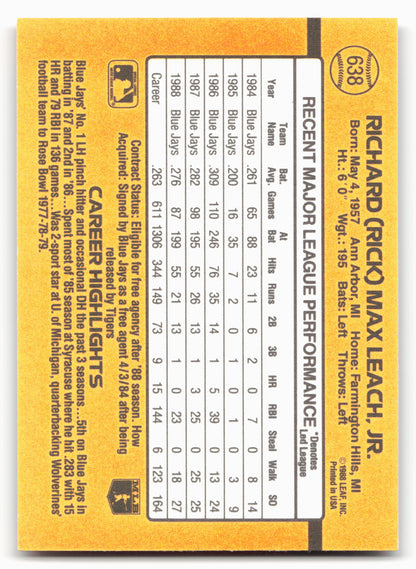 638
RICHARD (RICK) MAX LEACH, JR.
Born: May 4, 1957 Ann Arbor, MI Home: Farmington Hills, MI
Ht.: 6' 0" Wgt.: 195 Bats: Left Throws: Left
©1988 LEAF, INC.
Printed in USA
RECENT MAJOR LEAGUE PERFORMANCE *Denotes Led League
Team Bat. At
Year Name Avg. Games Bat Hits Runs 2B 3B HR RBI Steal Walk SO
1984 Blue Jays .261 65 88 23 11 6 2 0 7 0 8 14
1985 Blue Jays .200 16 35 7 2 0 1 0 1 0 3 9
1986 Blue Jays .309 110 246 76 35 14 1 5 39 0 13 24
1987 Blue Jays .282 98 195 55 26 13 1 3 25 0 25 25
1988 Blue Jays .276 87 199 55 21 13 1 0 23 0 18 27
Career .263 611 1306 344 149 73 9 15 144 6 123 164
Contract Status: Eligible for free agency after '88 season. How
Acquired: Signed by Blue Jays as a free agent 4/3/84 after being
released by Tigers
MLB
CAREER HIGHLIGHTS
Blue Jays' No. 1 LH pinch hitter and occasional DH the past 3 seasons...5th on Blue Jays in
batting in '87 and 2nd in '86... Spent most of '85 season at Syracuse where he hit .283 with 15
HR and 79 RBI in 136 games... Was 2-sport star at U. of Michigan, quarterbacking Wolverines'
football team to Rose Bowl 1977-78-79